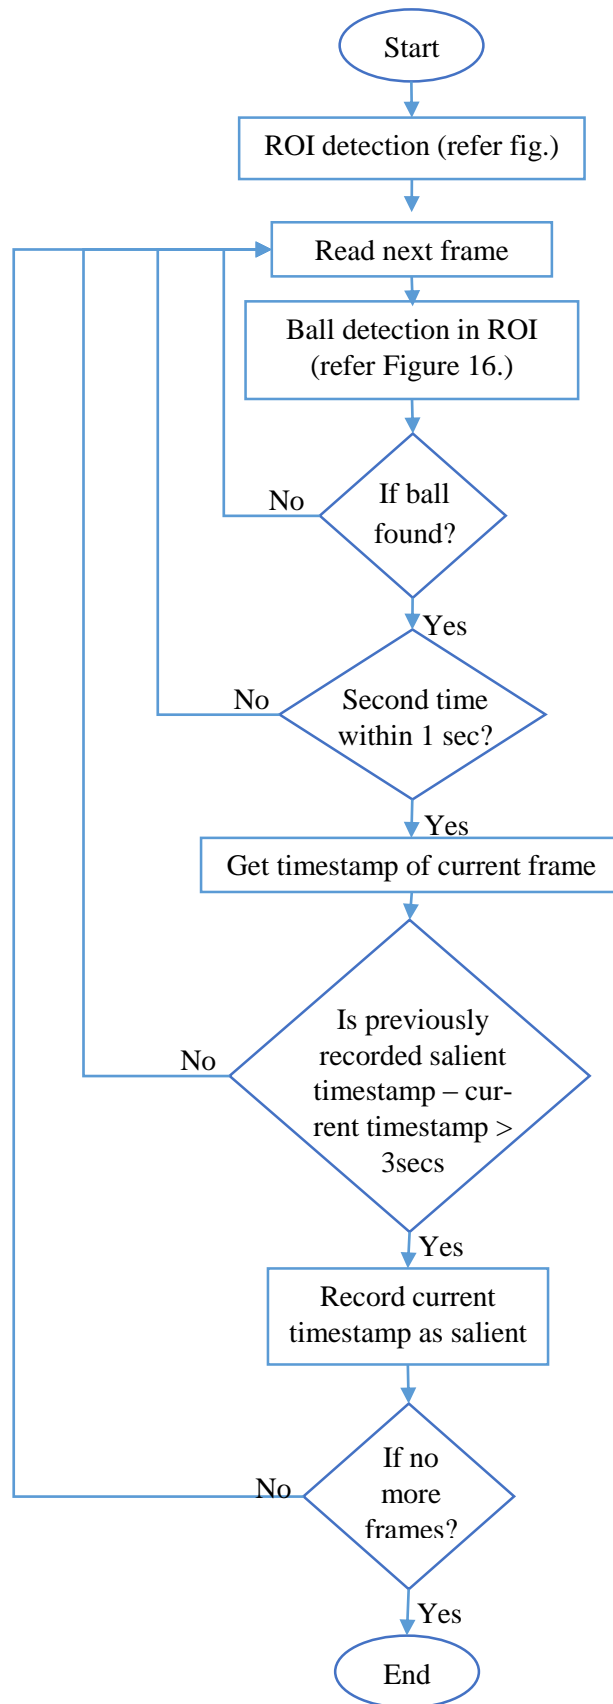 Start
ROI detection (refer fig.)
Read next frame
Ball detection in ROI
(refer Figure 16.)
If ball
found?
No
Yes
Second time
within 1 sec?
No
Yes
Get timestamp of current frame
Is previously
recorded salient
timestamp – cur-
rent timestamp >
3secs
No
Yes
Record current
timestamp as salient
If no
more
frames?
No
Yes
End